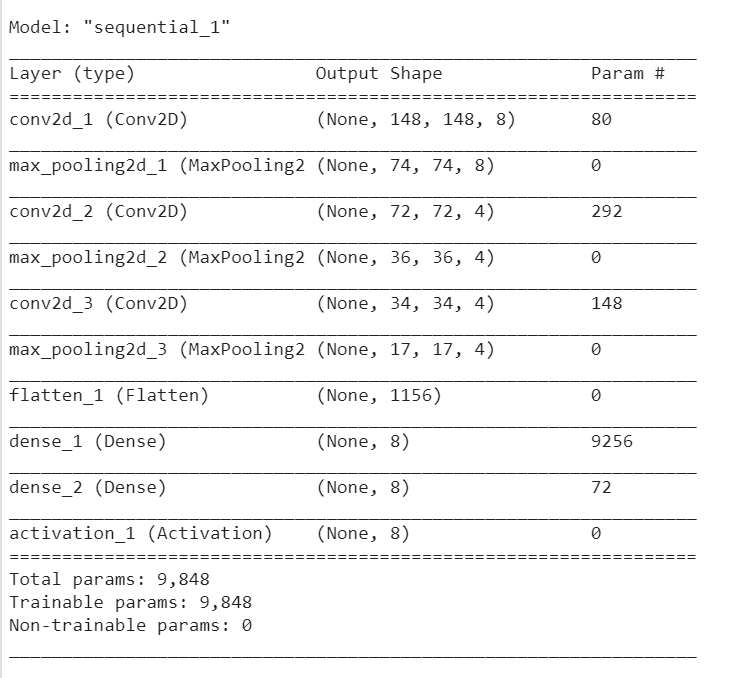 Model: "sequential_1"
_________________________________________________________________
Layer (type)                 Output Shape              Param #
=================================================================
conv2d_1 (Conv2D)            (None, 148, 148, 8)       80
_________________________________________________________________
max_pooling2d_1 (MaxPooling2 (None, 74, 74, 8)         0
_________________________________________________________________
conv2d_2 (Conv2D)            (None, 72, 72, 4)         292
_________________________________________________________________
max_pooling2d_2 (MaxPooling2 (None, 36, 36, 4)         0
_________________________________________________________________
conv2d_3 (Conv2D)            (None, 34, 34, 4)         148
_________________________________________________________________
max_pooling2d_3 (MaxPooling2 (None, 17, 17, 4)         0
_________________________________________________________________
flatten_1 (Flatten)          (None, 1156)              0
_________________________________________________________________
dense_1 (Dense)              (None, 8)                 9256
_________________________________________________________________
dense_2 (Dense)              (None, 8)                 72
_________________________________________________________________
activation_1 (Activation)    (None, 8)                 0
=================================================================
Total params: 9,848
Trainable params: 9,848
Non-trainable params: 0
_________________________________________________________________